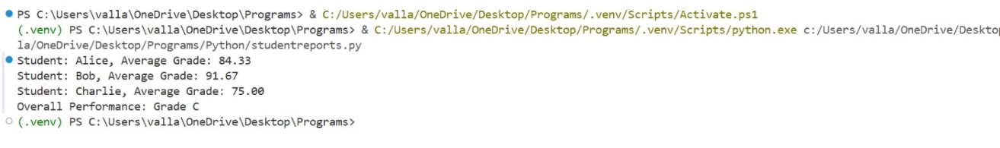 PS C:\Users\valla\OneDrive\Desktop\Programs> & C:/Users/valla/OneDrive/Desktop/Programs/.venv/Scripts/Activate.ps1
(.venv) PS C:\Users\valla\OneDrive\Desktop\Programs> & C:/Users/valla/OneDrive/Desktop/Programs/.venv/Scripts/python.exe c:/Users/valla/OneDrive/Deskto
la/OneDrive/Desktop/Programs/Python/studentreports.py
Student: Alice, Average Grade: 84.33
Student: Bob, Average Grade: 91.67
Student: Charlie, Average Grade: 75.00
Overall Performance: Grade C
(.venv) PS C:\Users\valla\OneDrive\Desktop\Programs>